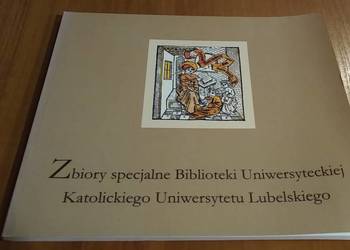 Zbiory specjalne Biblioteki Uniwersyteckiej
Katolickiego Uniwersytetu Lubelskiego